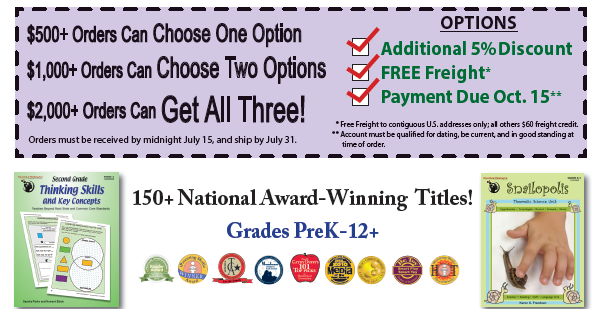 $500+ Orders Can Choose One Option
$1,000+ Orders Can Choose Two Options
$2,000+ Orders Can Get All Three!
Orders must be received by midnight July 15, and ship by July 31.
OPTIONS
Additional 5% Discount
FREE Freight*
Payment Due Oct. 15**
* Free Freight to contiguous U.S. addresses only; all others $60 freight credit.
** Account must be qualified for dating, be current, and in good standing at
time of order.
Second Grade
Thinking Skills
and Key Concepts
150+ National Award-Winning Titles!
Grades PreK-12+
Snailopolis
Thematic Science Unit